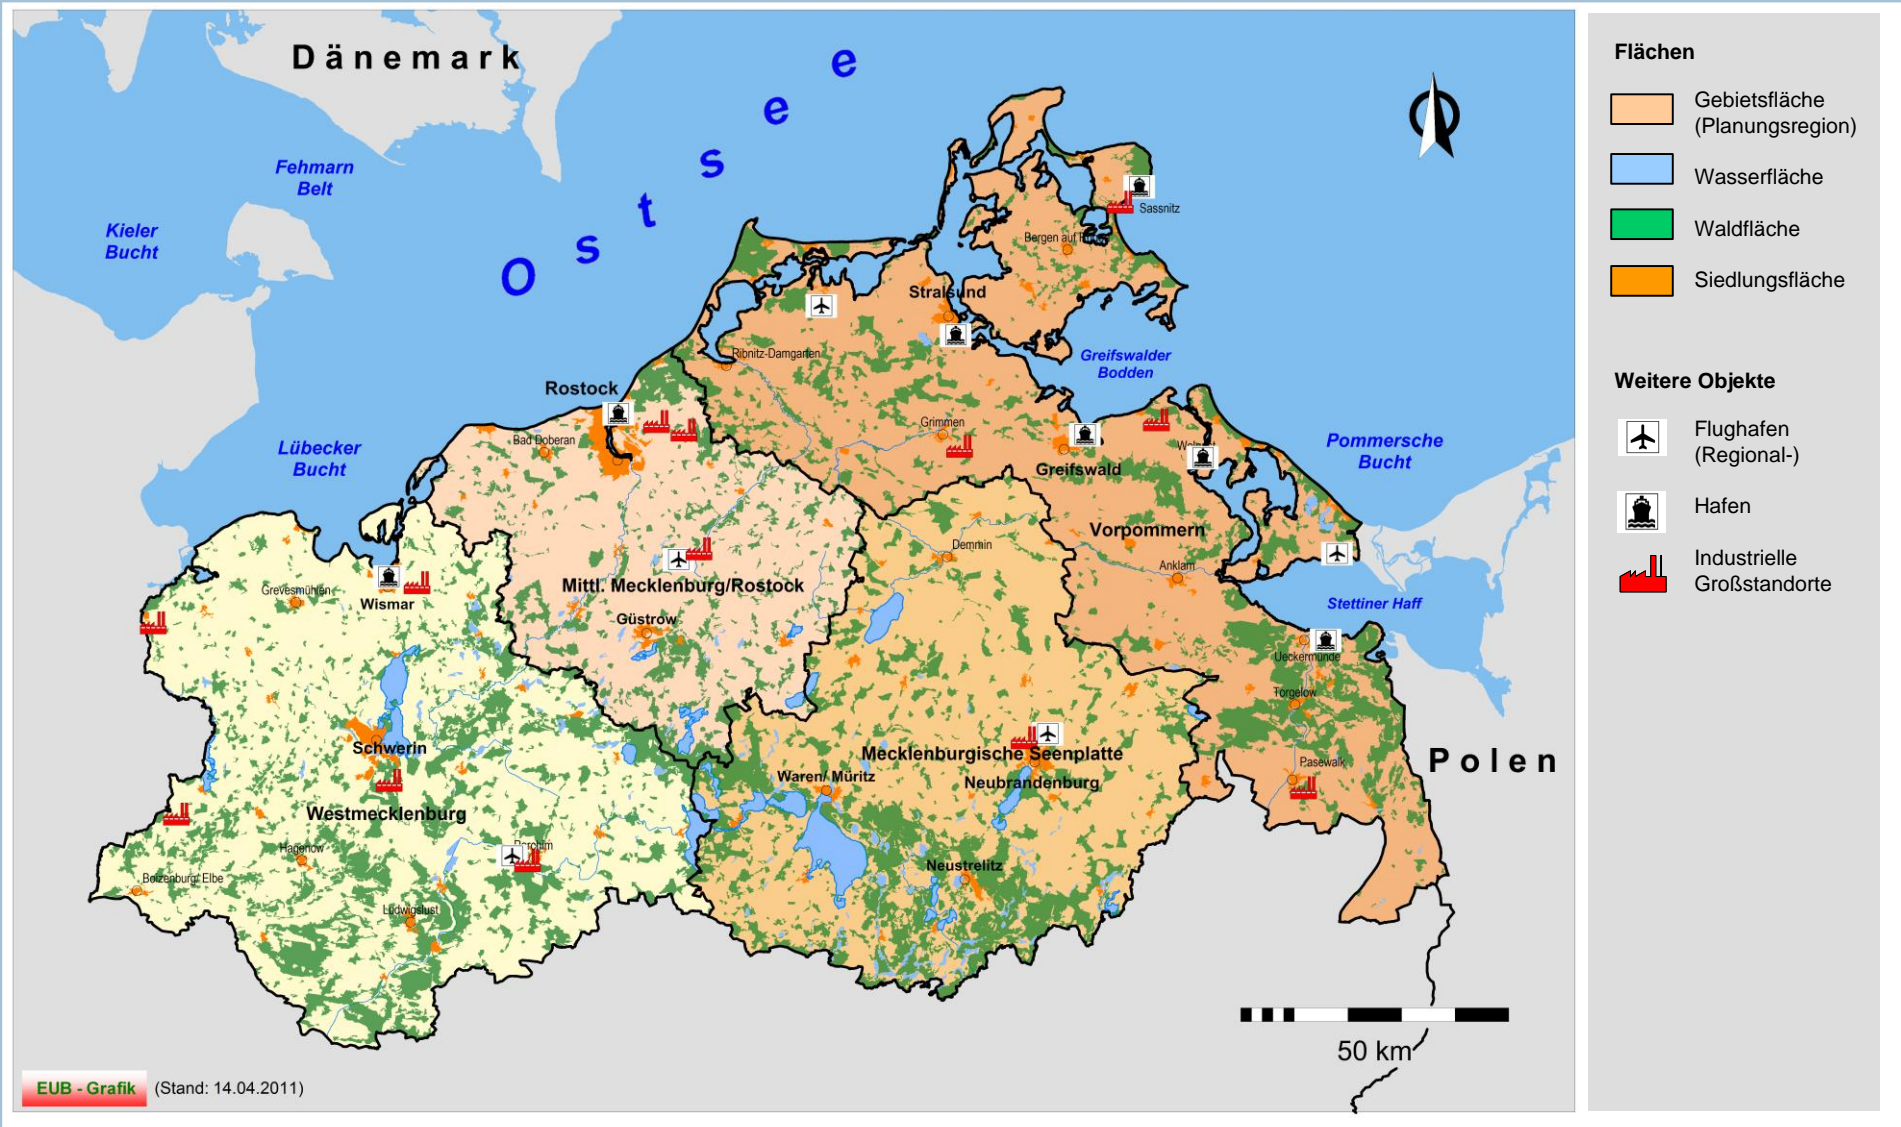 Dänemark
Ostsee
Fehmarn
Belt
Kieler
Bucht
Sassnitz
Bergen auf
Stralsund
Ribnitz-Damgarten
Greifswalder
Bodden
Rostock
Bad Doberan
Grimmen
Lübecker
Bucht
Greifswald
Pommersche
Bucht
Vorpommern
Demmin
Anklam
Mittl. Mecklenburg/Rostock
Grevesmühlen
Wismar
Güstrow
Stettiner Haff
Ueckermünde
Torgelow
Schwerin
Mecklenburgische Seenplatte
Waren/ Müritz
Neubrandenburg
Pasewalk
Polen
Westmecklenburg
Hagenow
Parchim
Boizenburg/ Elbe
Neustrelitz
Ludwigslust
50 km
EUB - Grafik (Stand: 14.04.2011)
Flächen
Gebietsfläche
(Planungsregion)
Wasserfläche
Waldfläche
Siedlungsfläche
Weitere Objekte
Flughafen
(Regional-)
Hafen
Industrielle
Großstandorte